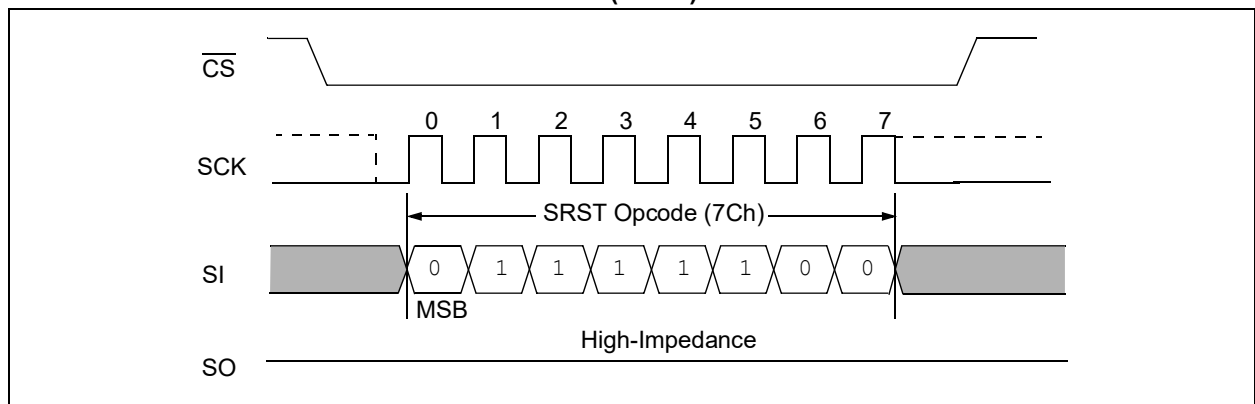 CS
0 1 2 3 4 5 6 7
SCK
SRST Opcode (7Ch)
SI
0 1 1 1 1 1 0 0
MSB
High-Impedance
SO